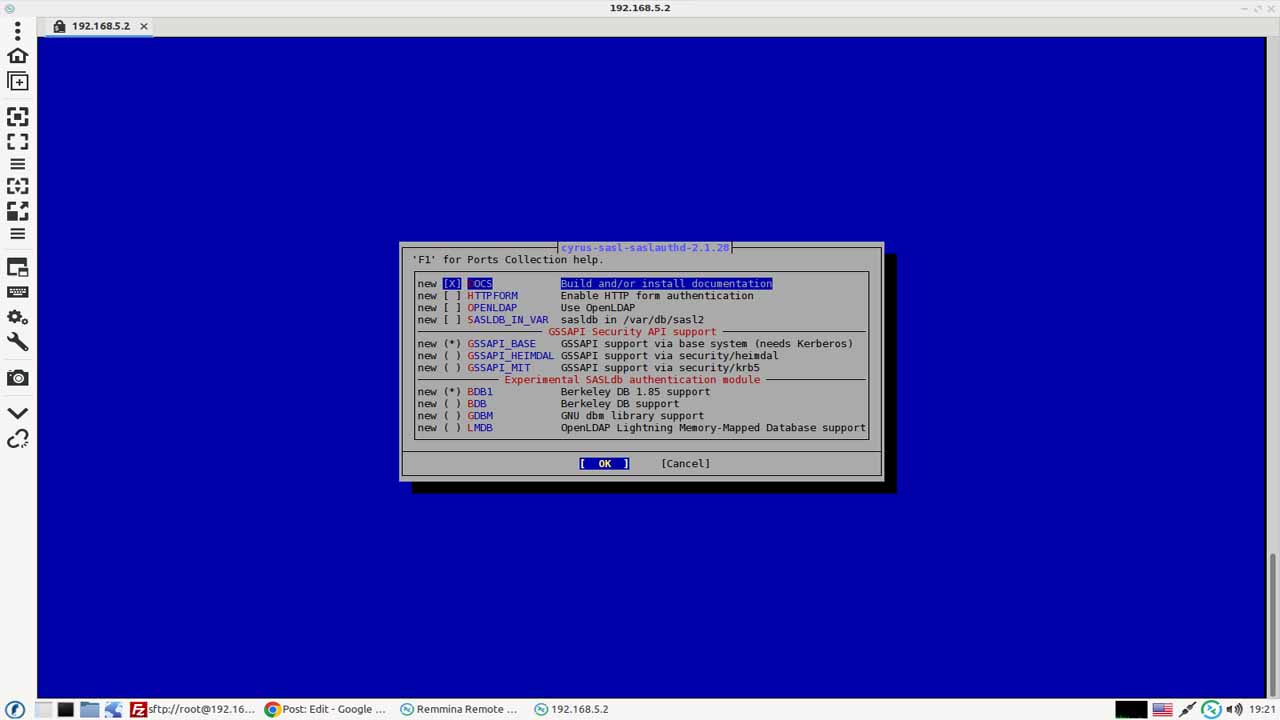 192.168.5.2
192.168.5.2
cyrus-sasl-saslauthd-2.1.28
'F1' for Ports Collection help.
new [X] DOCS Build and/or install documentation
new [ ] HTTPFORM Enable HTTP form authentication
new [ ] OPENLDAP Use OpenLDAP
new [ ] SASLDB_IN_VAR sasldb in /var/db/sasl2
GSSAPI Security API support
new (*) GSSAPI_BASE GSSAPI support via base system (needs Kerberos)
new ( ) GSSAPI_HEIMDAL GSSAPI support via security/heimdal
new ( ) GSSAPI_MIT GSSAPI support via security/krb5
Experimental SASLdb authentication module
new (*) BDB1 Berkeley DB 1.85 support
new ( ) BDB Berkeley DB support
new ( ) GDBM GNU dbm library support
new ( ) LMDB OpenLDAP Lightning Memory-Mapped Database support
[ OK ] [Cancel]
sftp://root@192.16... Post: Edit - Google ... Remmina Remote ... 192.168.5.2 19:21